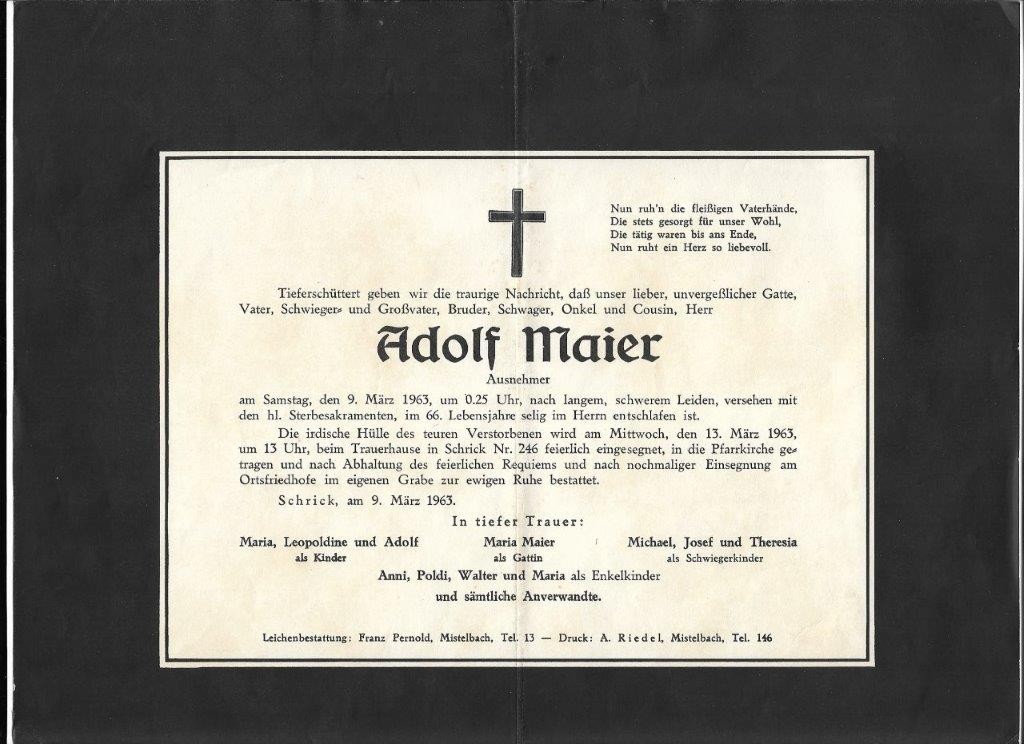 Nun ruh'n die fleißigen Vaterhände,
Die stets gesorgt für unser Wohl,
Die tätig waren bis ans Ende,
Nun ruht ein Herz so liebevoll.
Tieferschüttert geben wir die traurige Nachricht, daß unser lieber, unvergeßlicher Gatte,
Vater, Schwieger- und Großvater, Bruder, Schwager, Onkel und Cousin, Herr
Adolf Maier
Ausnehmer
am Samstag, den 9. März 1963, um 0.25 Uhr, nach langem, schwerem Leiden, versehen mit
den hl. Sterbesakramenten, im 66. Lebensjahre selig im Herrn entschlafen ist.
Die irdische Hülle des teuren Verstorbenen wird am Mittwoch, den 13. März 1963,
um 13 Uhr, beim Trauerhause in Schrick Nr. 246 feierlich eingesegnet, in die Pfarrkirche ge-
tragen und nach Abhaltung des feierlichen Requiems und nach nochmaliger Einsegnung am
Ortsfriedhofe im eigenen Grabe zur ewigen Ruhe bestattet.
Schrick, am 9. März 1963.
In tiefer Trauer:
Maria, Leopoldine und Adolf Maria Maier Michael, Josef und Theresia
als Kinder als Gattin als Schwiegerkinder
Anni, Poldi, Walter und Maria als Enkelkinder
und sämtliche Anverwandte.
Leichenbestattung: Franz Pernold, Mistelbach, Tel. 13 — Druck: A. Riedel, Mistelbach, Tel. 146